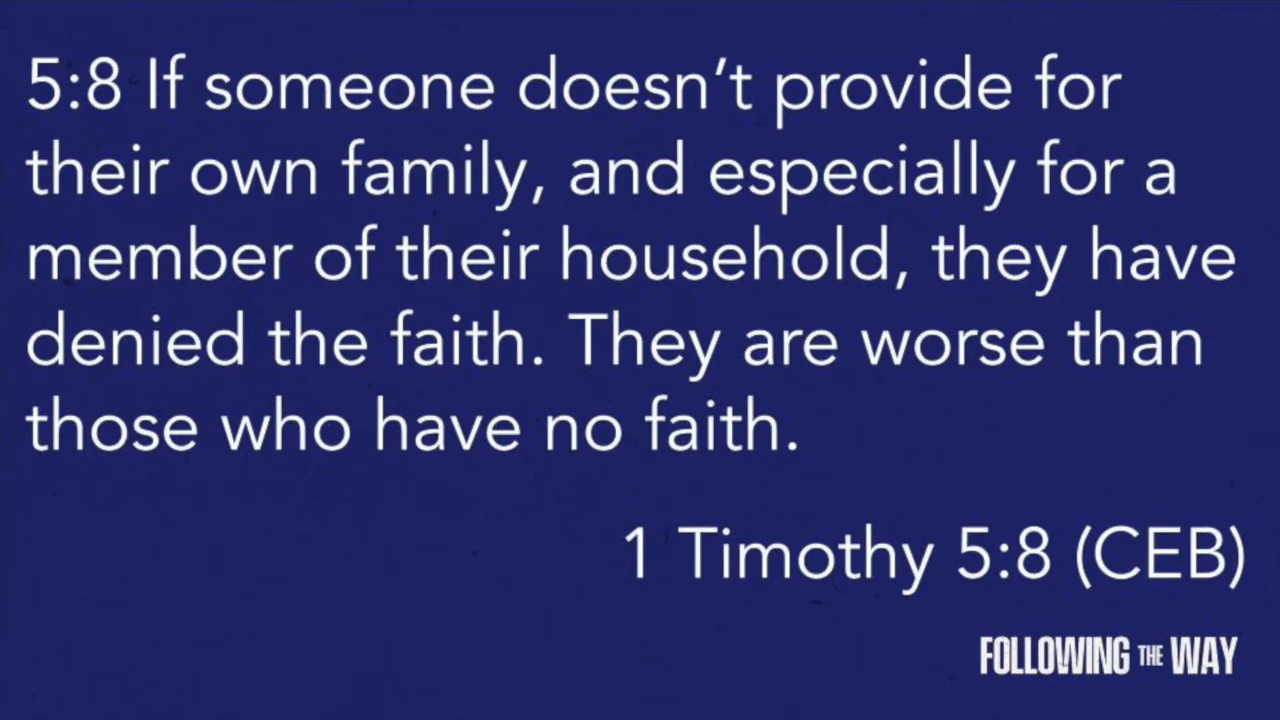 5:8 If someone doesn’t provide for
their own family, and especially for a
member of their household, they have
denied the faith. They are worse than
those who have no faith.
1 Timothy 5:8 (CEB)
FOLLOWING THE WAY